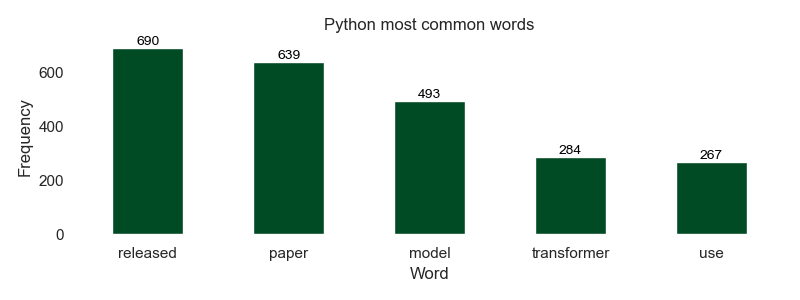 Python most common words
690
639
493
284
267
Frequency
600
400
200
0
released paper model transformer use
Word